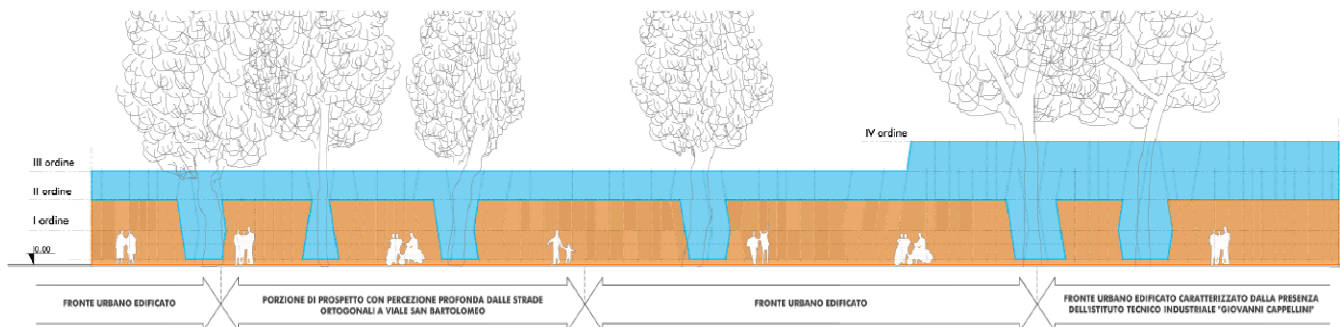 IV ordine
III ordine
II ordine
I ordine
±0.00
FRONTE URBANO EDIFICATO
PORZIONE DI PROSPETTO CON PERCEZIONE PROFONDA DALLE STRADE
ORTOGONALI A VIALE SAN BARTOLOMEO
FRONTE URBANO EDIFICATO
FRONTE URBANO EDIFICATO CARATTERIZZATO DALLA PRESENZA
DELL'ISTITUTO TECNICO INDUSTRIALE "GIOVANNI CAPPELLINI"